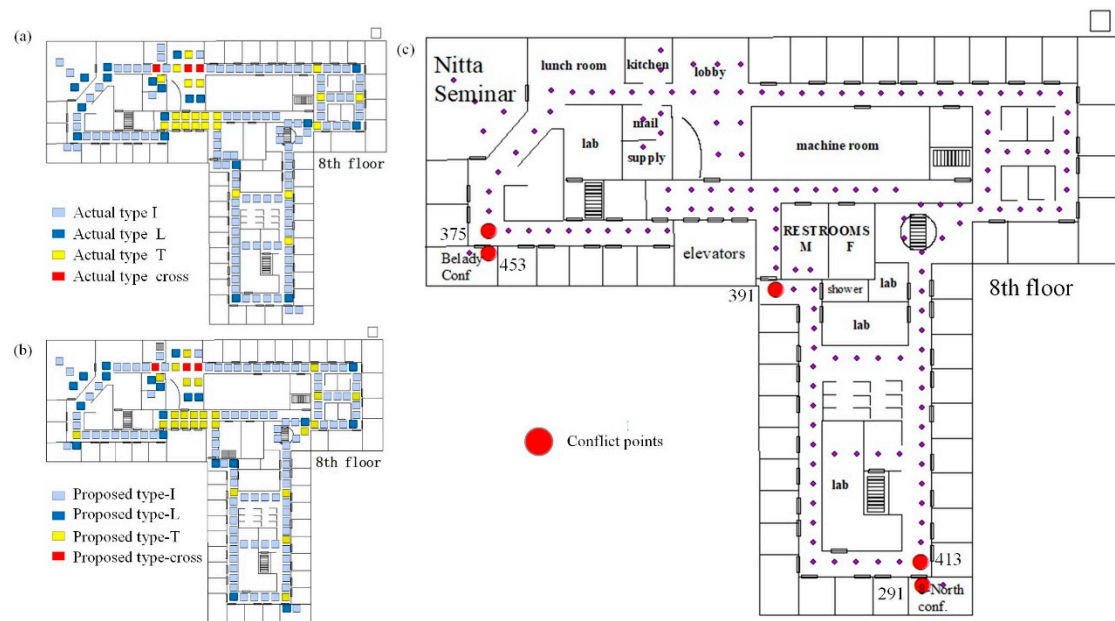 (a)
8th floor
Actual type I
Actual type L
Actual type T
Actual type cross
(b)
8th floor
Proposed type-I
Proposed type-L
Proposed type-T
Proposed type-cross
(c)
Nitta
Seminar
lunch room
kitchen
lobby
mail
lab
supply
machine room
375
453
Belady
Conf
elevators
RESTROOMS
M F
391
shower
lab
lab
8th floor
Conflict points
lab
413
291
North
conf.